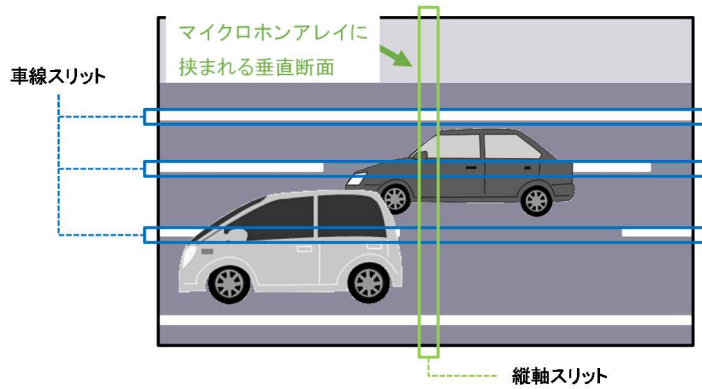 マイクロホンアレイに
挟まれる垂直断面
車線スリット
縦軸スリット